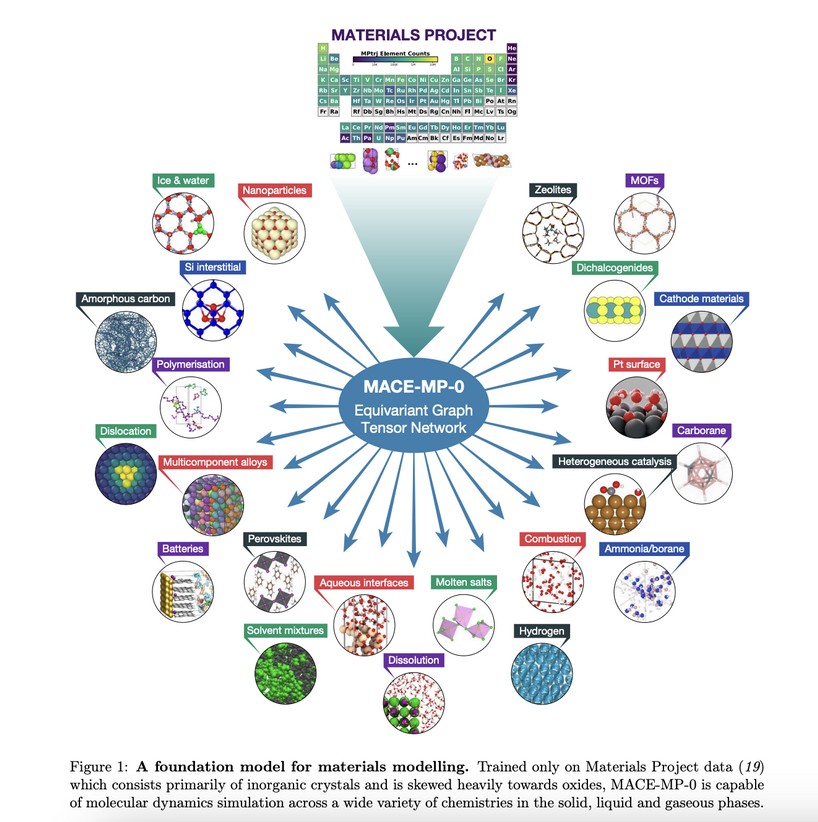 MATERIALS PROJECT
MPtrj Element Counts
H He
Li Be B C N O F Ne
Na Mg Al Si P S Cl Ar
K Ca Sc Ti V Cr Mn Fe Co Ni Cu Zn Ga Ge As Se Br Kr
Rb Sr Y Zr Nb Mo Tc Ru Rh Pd Ag Cd In Sn Sb Te I Xe
Cs Ba Hf Ta W Re Os Ir Pt Au Hg Tl Pb Bi Po At Rn
Fr Ra Rf Db Sg Bh Hs Mt Ds Rg Cn Nh Fl Mc Lv Ts Og
La Ce Pr Nd Pm Sm Eu Gd Tb Dy Ho Er Tm Yb Lu
Ac Th Pa U Np Pu Am Cm Bk Cf Es Fm Md No Lr
...
Ice & water
Nanoparticles
Zeolites
MOFs
Si interstitial
Dichalcogenides
Amorphous carbon
Cathode materials
Polymerisation
Pt surface
MACE-MP-0
Equivariant Graph
Tensor Network
Dislocation
Carborane
Multicomponent alloys
Heterogeneous catalysis
Batteries
Perovskites
Combustion
Ammonia/borane
Aqueous interfaces
Molten salts
Solvent mixtures
Hydrogen
Dissolution
Figure 1: A foundation model for materials modelling. Trained only on Materials Project data (19)
which consists primarily of inorganic crystals and is skewed heavily towards oxides, MACE-MP-0 is capable
of molecular dynamics simulation across a wide variety of chemistries in the solid, liquid and gaseous phases.